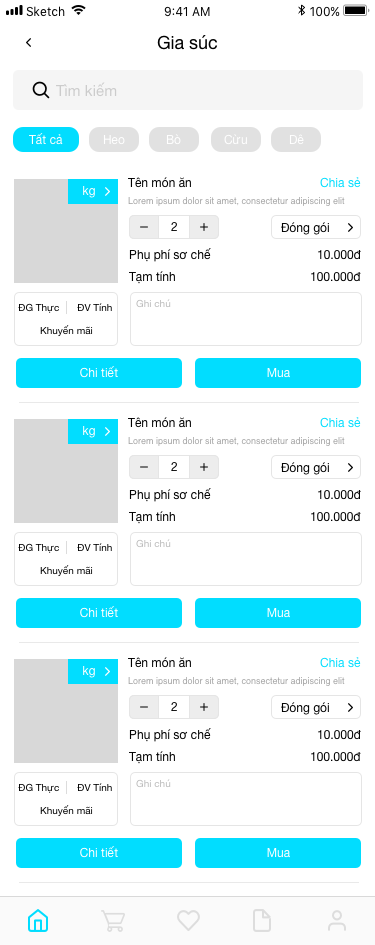 Sketch 9:41 AM 100%
Gia súc
Tìm kiếm
Tất cả Heo Bò Cừu Dê
kg
Tên món ăn Chia sẻ
Lorem ipsum dolor sit amet, consectetur adipiscing elit
− 2 + Đóng gói
Phụ phí sơ chế 10.000đ
Tạm tính 100.000đ
ĐG Thực ĐV Tính
Khuyến mãi
Ghi chú
Chi tiết Mua
kg
Tên món ăn Chia sẻ
Lorem ipsum dolor sit amet, consectetur adipiscing elit
− 2 + Đóng gói
Phụ phí sơ chế 10.000đ
Tạm tính 100.000đ
ĐG Thực ĐV Tính
Khuyến mãi
Ghi chú
Chi tiết Mua
kg
Tên món ăn Chia sẻ
Lorem ipsum dolor sit amet, consectetur adipiscing elit
− 2 + Đóng gói
Phụ phí sơ chế 10.000đ
Tạm tính 100.000đ
ĐG Thực ĐV Tính
Khuyến mãi
Ghi chú
Chi tiết Mua